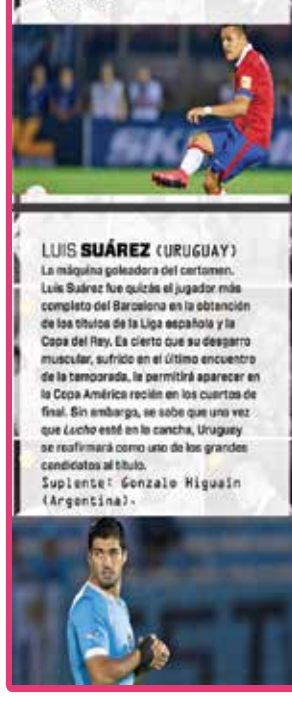 LUIS SUÁREZ (URUGUAY)
La máquina goleadora del certamen.
Luis Suárez fue quizás el jugador más
completo del Barcelona en la obtención
de los títulos de la Liga española y la
Copa del Rey. Es cierto que su desgarro
muscular, sufrido en el último encuentro
de la temporada, le permitirá aparecer en
la Copa América recién en los cuartos de
final. Sin embargo, se sabe que una vez
que Lucho esté en la cancha, Uruguay
se reafirmará como uno de los grandes
candidatos al título.
Suplente: Gonzalo Higuaín
(Argentina).